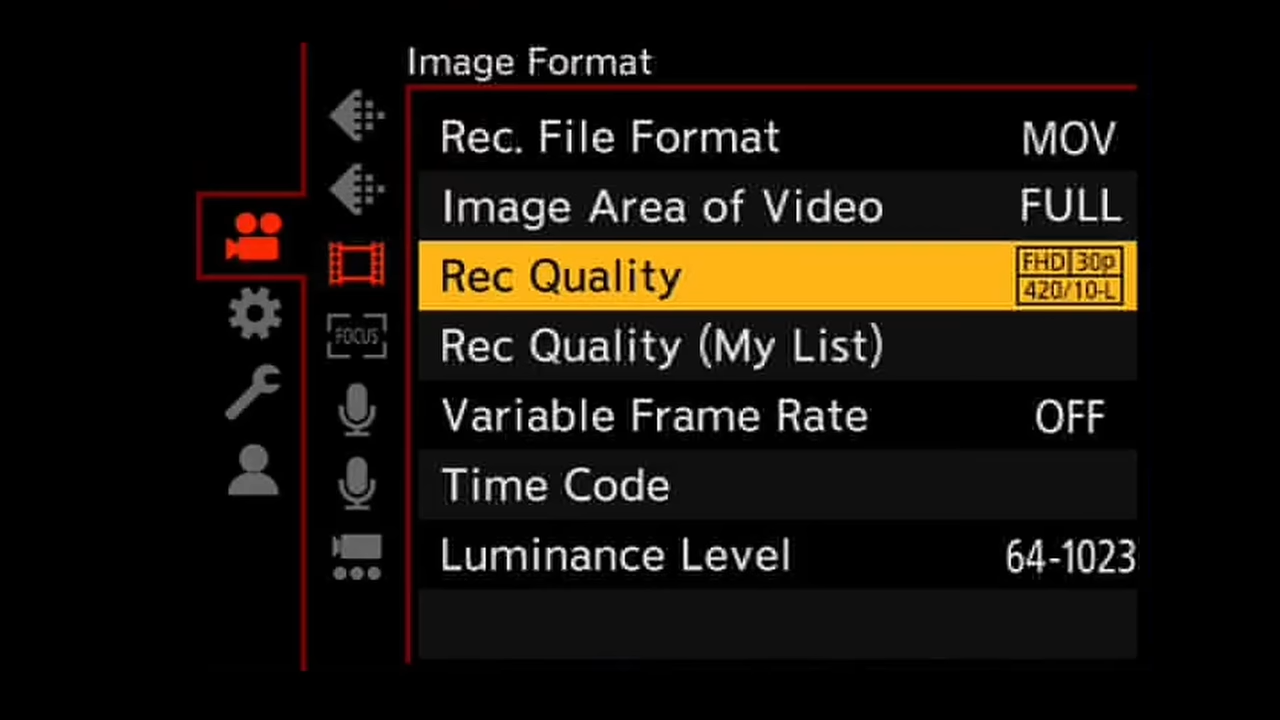 Image Format
Rec. File Format MOV
Image Area of Video FULL
Rec Quality FHD 30p 420/10-L
Rec Quality (My List)
FOCUS
Variable Frame Rate OFF
Time Code
Luminance Level 64-1023